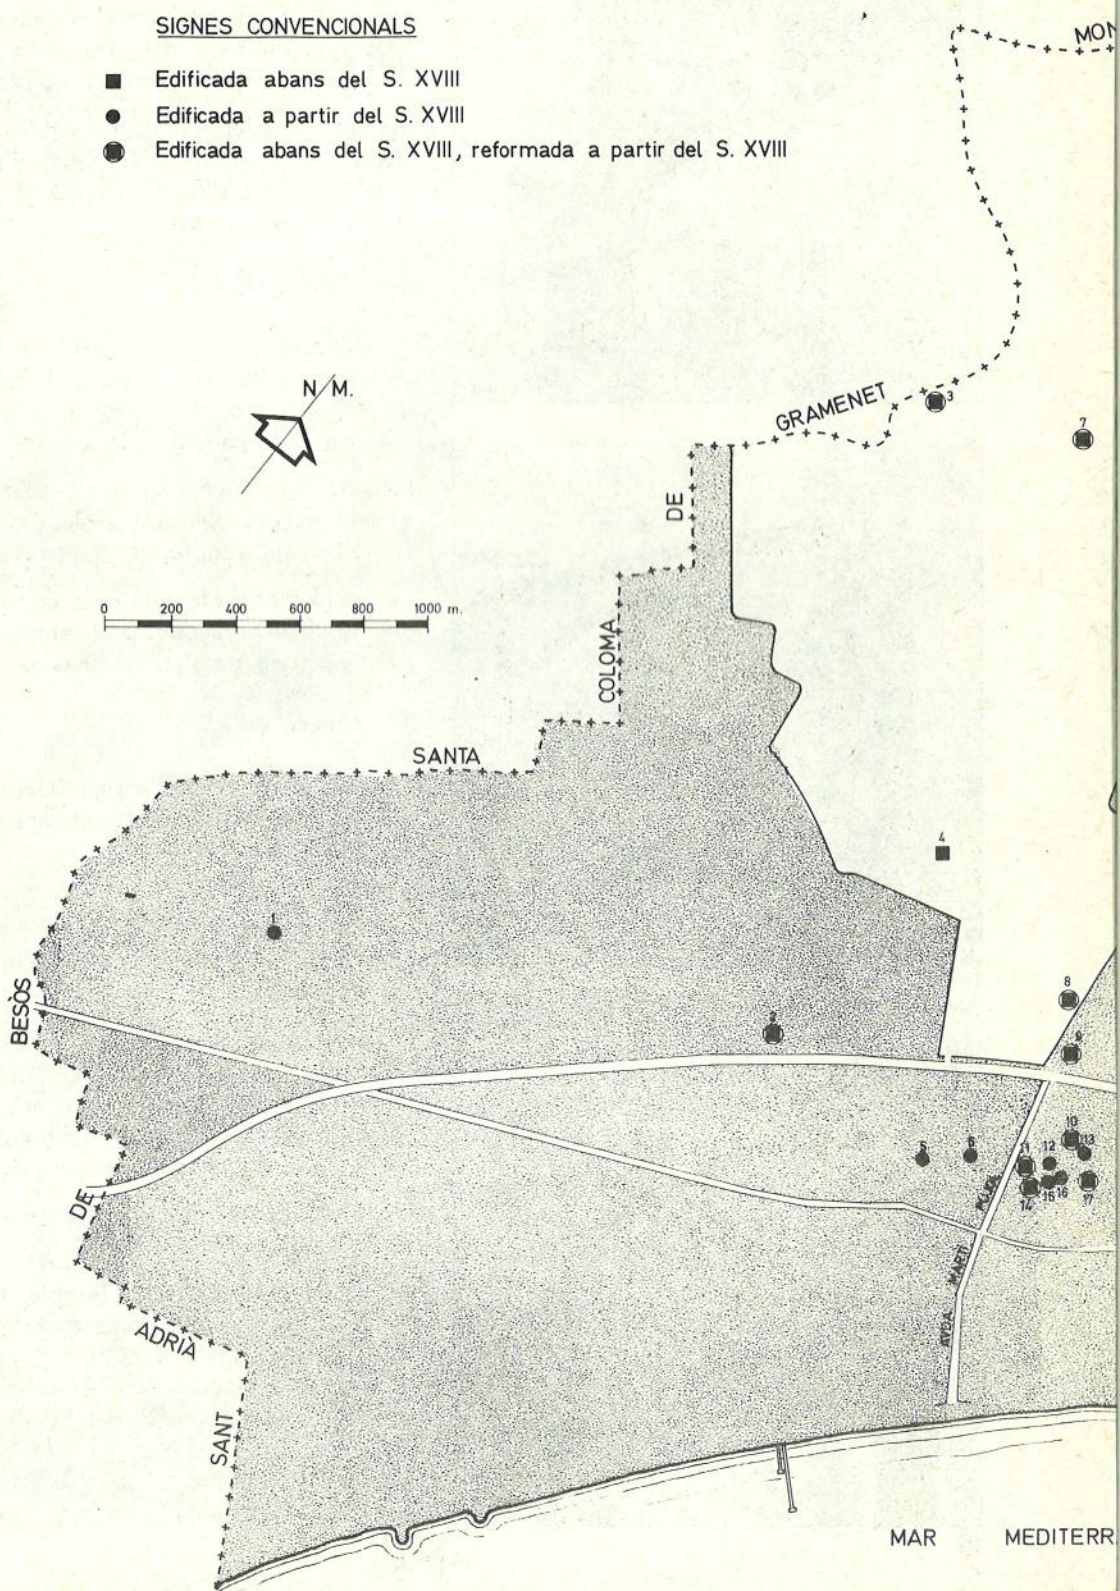 SIGNES CONVENCIONALS
Edificada abans del S. XVIII
Edificada a partir del S. XVIII
Edificada abans del S. XVIII, reformada a partir del S. XVIII
MON
N M.
GRAMENET
3
7
DE
0 200 400 600 800 1000 m.
COLOMA
SANTA
4
1
8
BESÒS
2
9
10
13
5
6
11
12
14
15
16
17
PUJOL
DE
MARTÍ
AVDA.
ADRIÀ
SANT
MAR MEDITERR